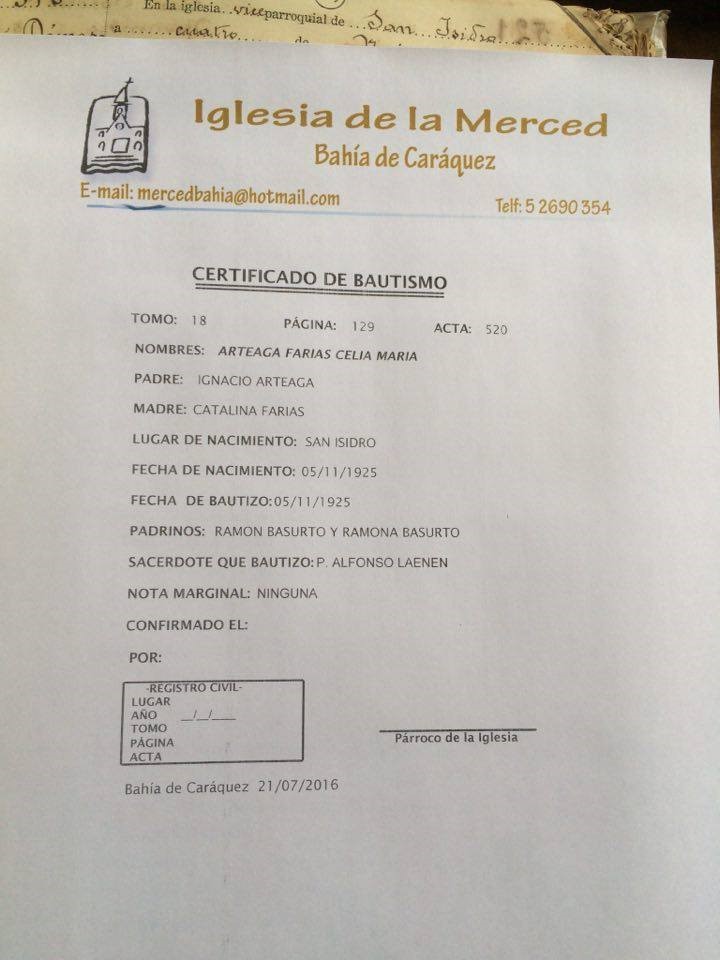 En la iglesia viceparroquial de San Isidro
a cuatro de
Iglesia de la Merced
Bahía de Caráquez
E-mail: mercedbahia@hotmail.com Telf: 5 2690 354
CERTIFICADO DE BAUTISMO
TOMO: 18 PÁGINA: 129 ACTA: 520
NOMBRES: ARTEAGA FARIAS CELIA MARIA
PADRE: IGNACIO ARTEAGA
MADRE: CATALINA FARIAS
LUGAR DE NACIMIENTO: SAN ISIDRO
FECHA DE NACIMIENTO: 05/11/1925
FECHA DE BAUTIZO: 05/11/1925
PADRINOS: RAMON BASURTO Y RAMONA BASURTO
SACERDOTE QUE BAUTIZO: P. ALFONSO LAENEN
NOTA MARGINAL: NINGUNA
CONFIRMADO EL:
POR:
-REGISTRO CIVIL-
LUGAR
AÑO __/__/____
TOMO
PÁGINA
ACTA
Párroco de la Iglesia
Bahía de Caráquez 21/07/2016